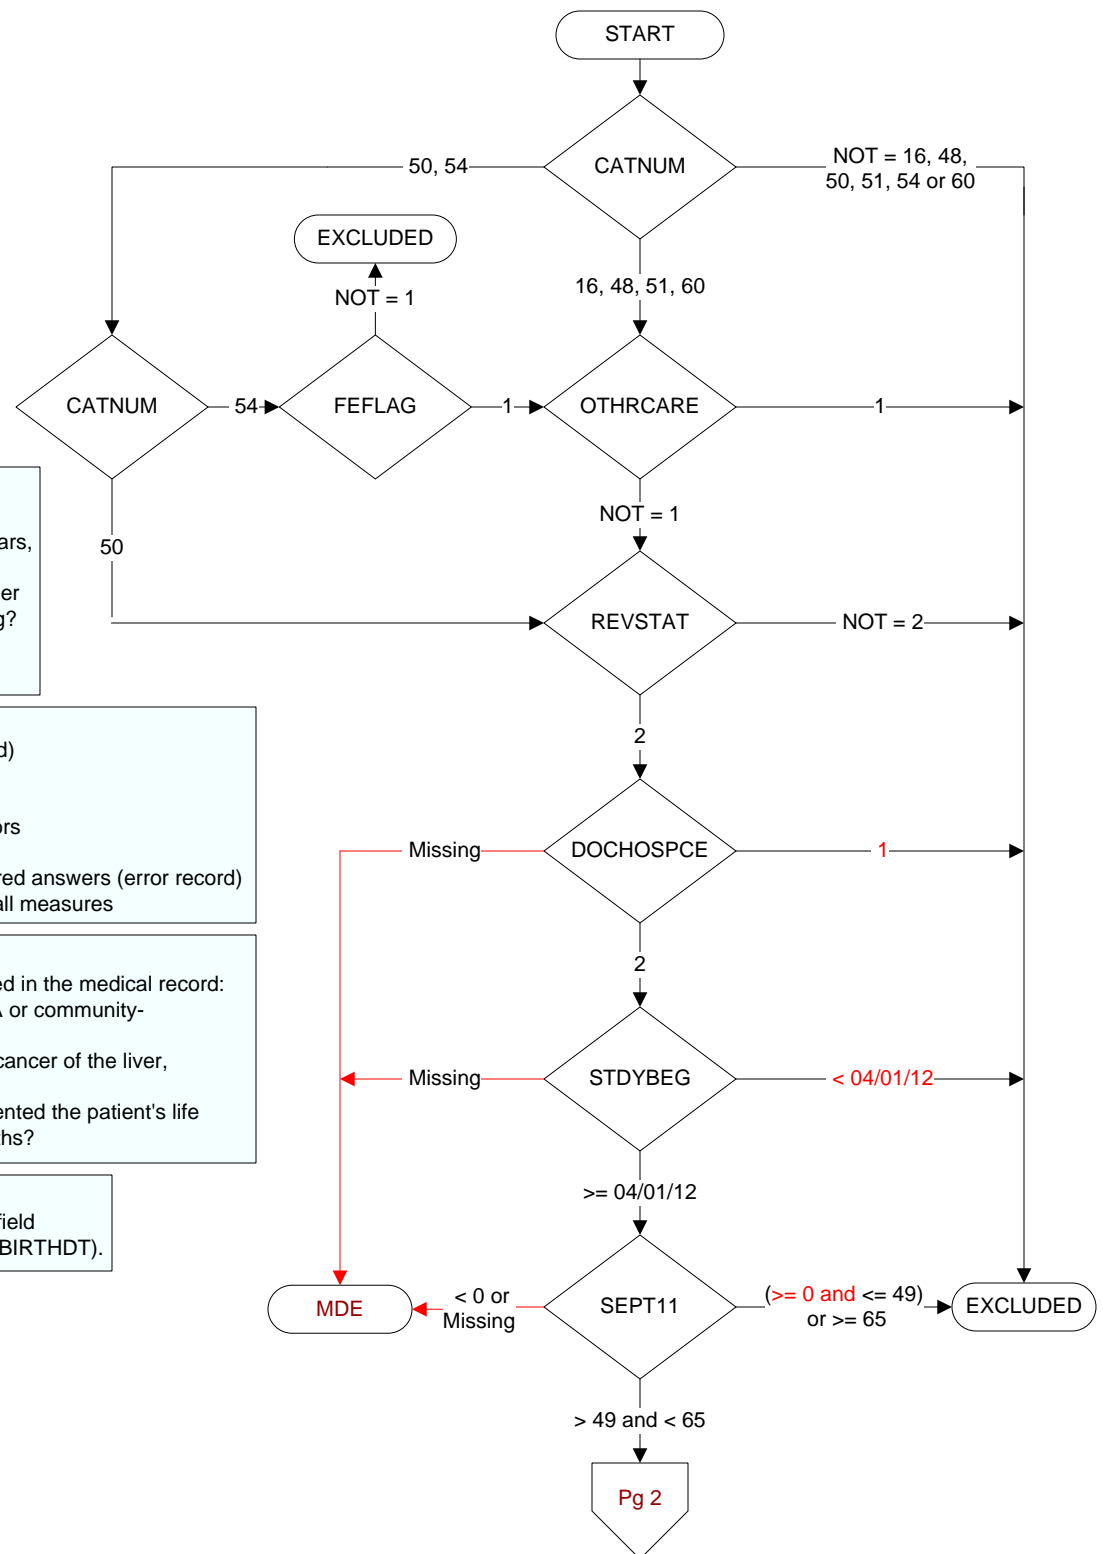 START
CATNUM
50, 54
NOT = 16, 48,
50, 51, 54 or 60
EXCLUDED
NOT = 1
16, 48, 51, 60
CATNUM
54
FEFLAG
1
OTHRCARE
1
NOT = 1
50
REVSTAT
NOT = 2
2
Missing
DOCHOSPCE
1
2
Missing
STDYBEG
< 04/01/12
>= 04/01/12
MDE
< 0 or
Missing
SEPT11
(>= 0 and <= 49)
or >= 65
EXCLUDED
> 49 and < 65
Pg 2
ars,
er
g?
d)
ors
red answers (error record)
all measures
ed in the medical record:
A or community-
cancer of the liver,
ented the patient's life
ths?
field
BIRTHDT).